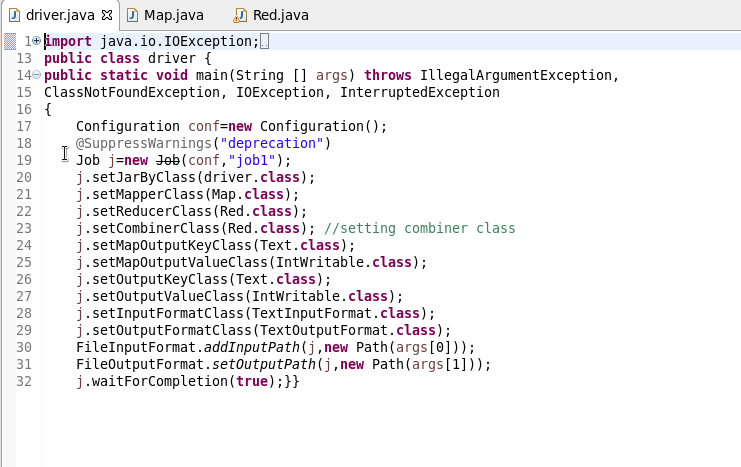 driver.java Map.java Red.java
1 import java.io.IOException;
13 public class driver {
14 public static void main(String [] args) throws IllegalArgumentException,
15 ClassNotFoundException, IOException, InterruptedException
16 {
17     Configuration conf=new Configuration();
18     @SuppressWarnings("deprecation")
19     Job j=new Job(conf,"job1");
20     j.setJarByClass(driver.class);
21     j.setMapperClass(Map.class);
22     j.setReducerClass(Red.class);
23     j.setCombinerClass(Red.class); //setting combiner class
24     j.setMapOutputKeyClass(Text.class);
25     j.setMapOutputValueClass(IntWritable.class);
26     j.setOutputKeyClass(Text.class);
27     j.setOutputValueClass(IntWritable.class);
28     j.setInputFormatClass(TextInputFormat.class);
29     j.setOutputFormatClass(TextOutputFormat.class);
30     FileInputFormat.addInputPath(j,new Path(args[0]));
31     FileOutputFormat.setOutputPath(j,new Path(args[1]));
32     j.waitForCompletion(true);}}